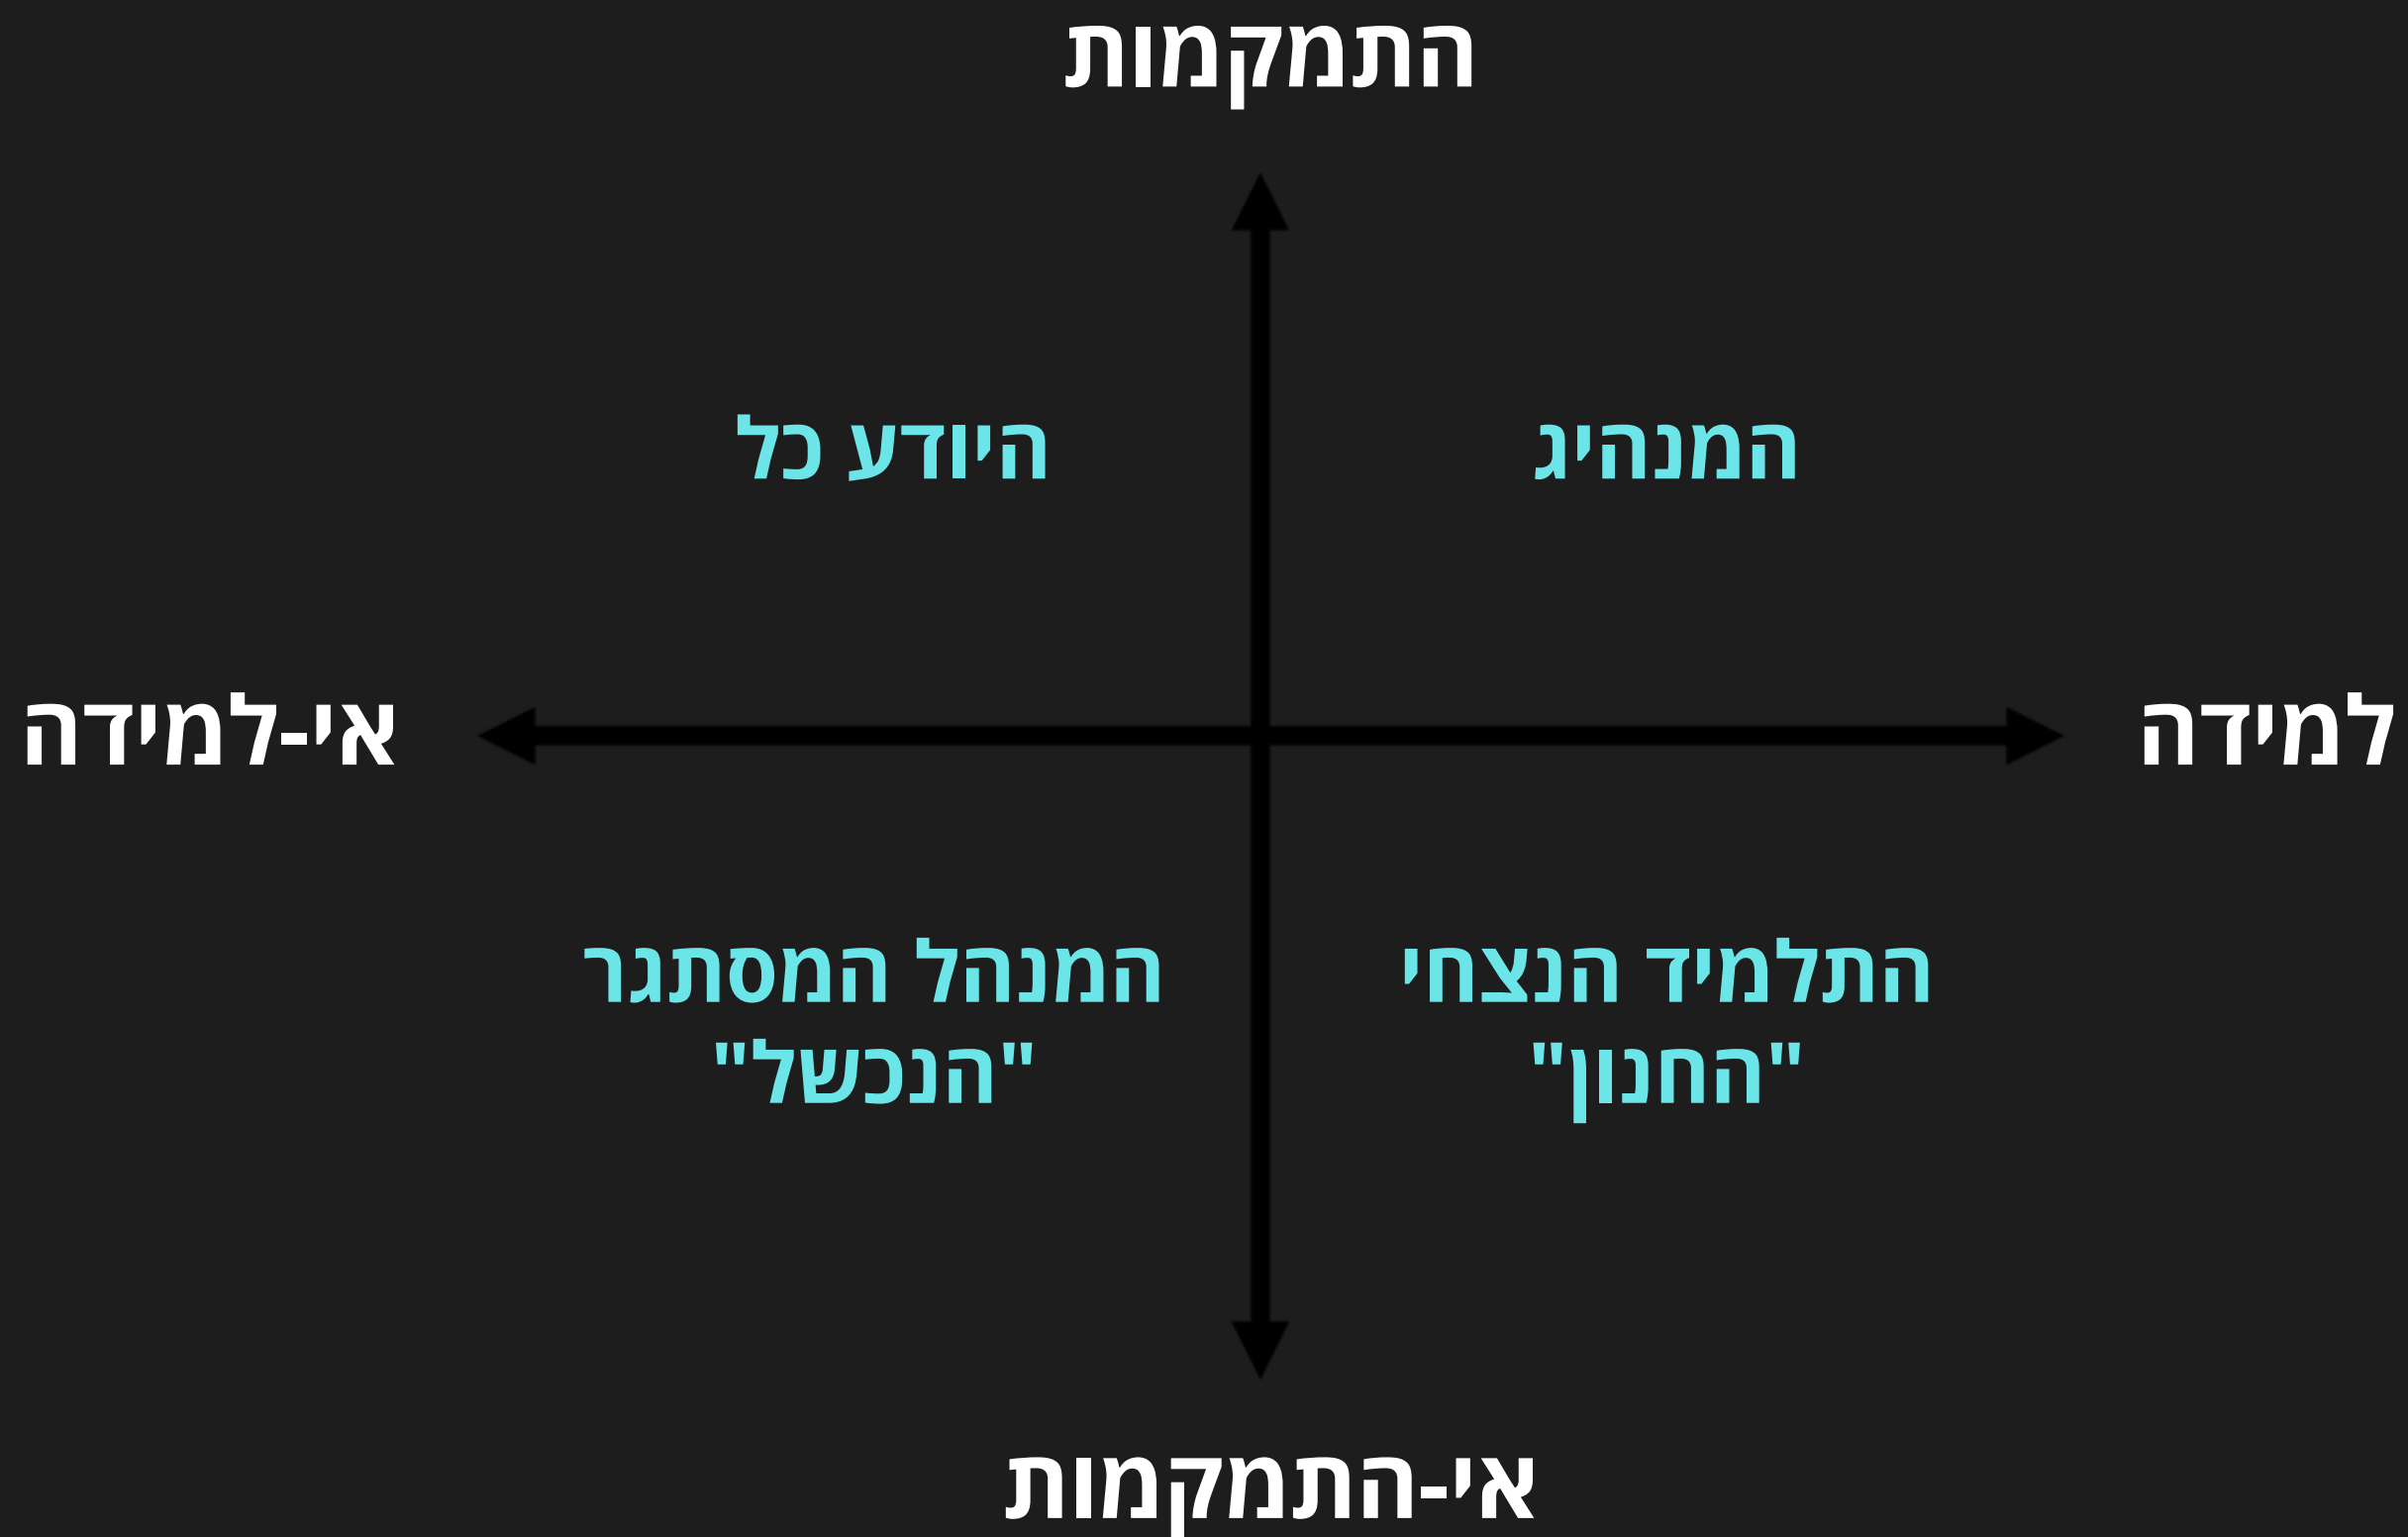 התמקמות
המנהיג
היודע כל
למידה
אי-למידה
התלמיד הנצחי
"החנון"
המנהל המסתגר
"הנכשל"
אי-התמקמות